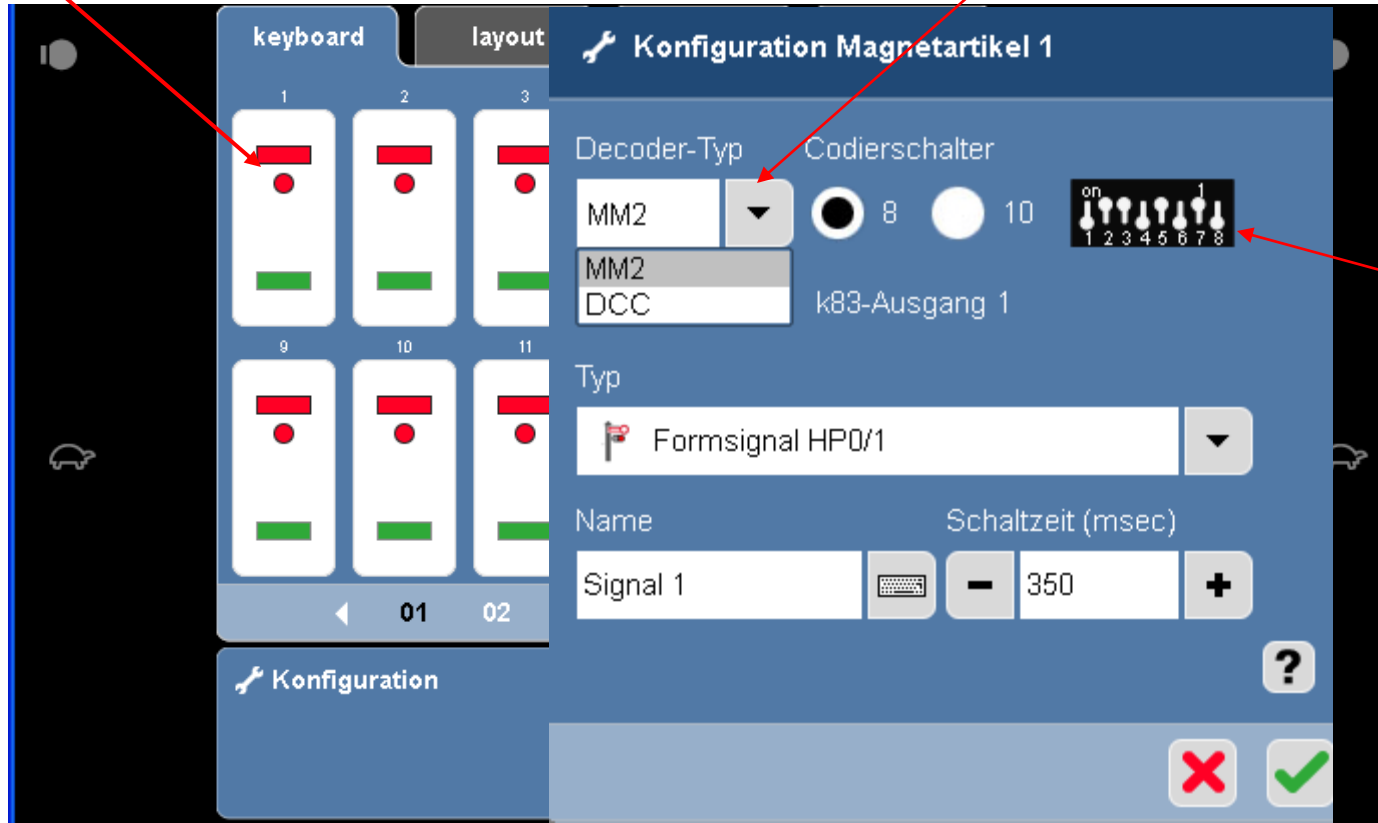 keyboard
layout
1
2
3
9
10
11
01
02
Konfiguration
Konfiguration Magnetartikel 1
Decoder-Typ
Codierschalter
MM2
8
10
on 1
1 2 3 4 5 6 7 8
MM2
DCC
k83-Ausgang 1
Typ
Formsignal HP0/1
Name
Schaltzeit (msec)
Signal 1
350
?